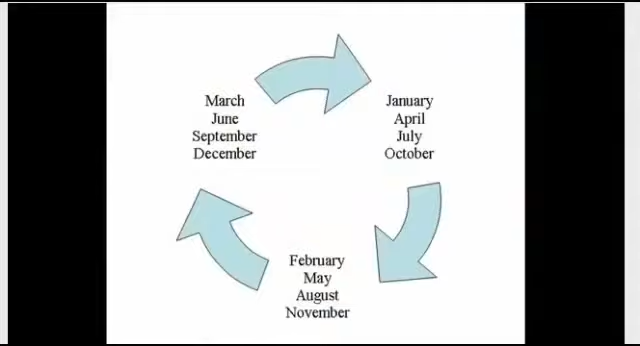 March
June
September
December
January
April
July
October
February
May
August
November